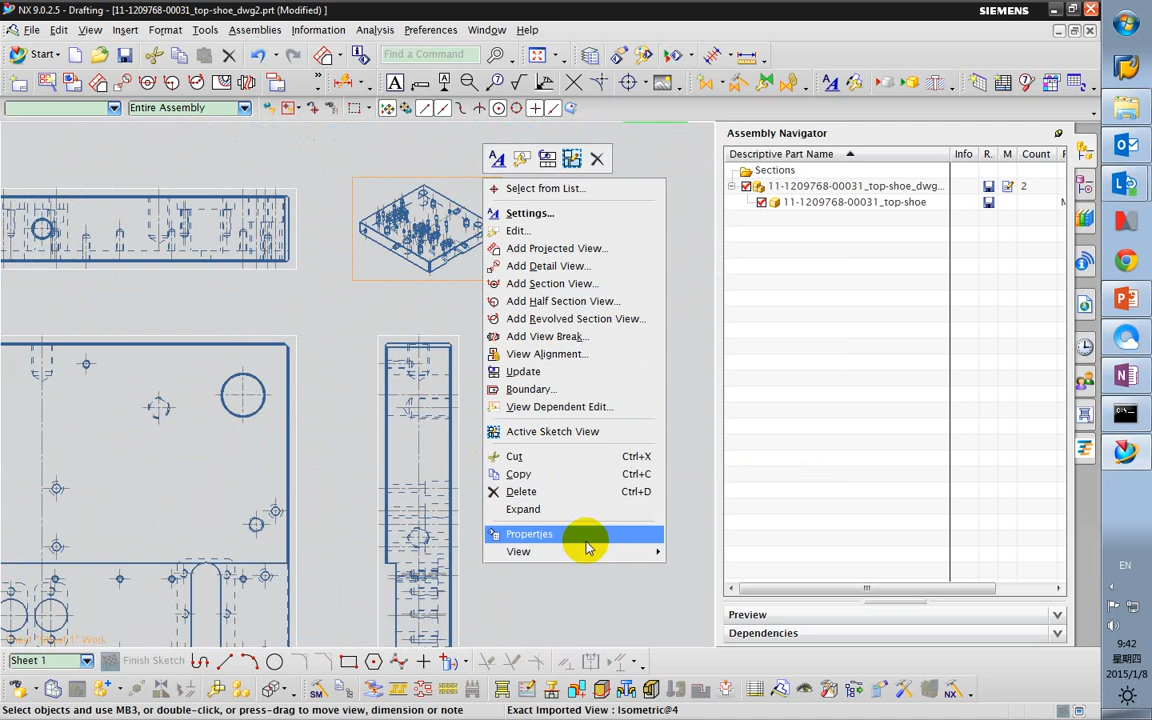 NX 9.0.2.5 - Drafting - [11-1209768-00031_top-shoe_dwg2.prt (Modified) ]
SIEMENS
File Edit View Insert Format Tools Assemblies Information Analysis Preferences Window Help
Start
Find a Command
Entire Assembly
Assembly Navigator
Descriptive Part Name Info R. M Count
Sections
11-1209768-00031_top-shoe_dwg... 2
11-1209768-00031_top-shoe
Select from List...
Settings...
Edit...
Add Projected View...
Add Detail View...
Add Section View...
Add Half Section View...
Add Revolved Section View...
Add View Break...
View Alignment...
Update
Boundary...
View Dependent Edit...
Active Sketch View
Cut Ctrl+X
Copy Ctrl+C
Delete Ctrl+D
Expand
Properties
View
Preview
Dependencies
Sheet 1 Finish Sketch
Select objects and use MB3, or double-click, or press-drag to move view, dimension or note
Exact Imported View : Isometric@4
EN
9:42
星期四
2015/1/8